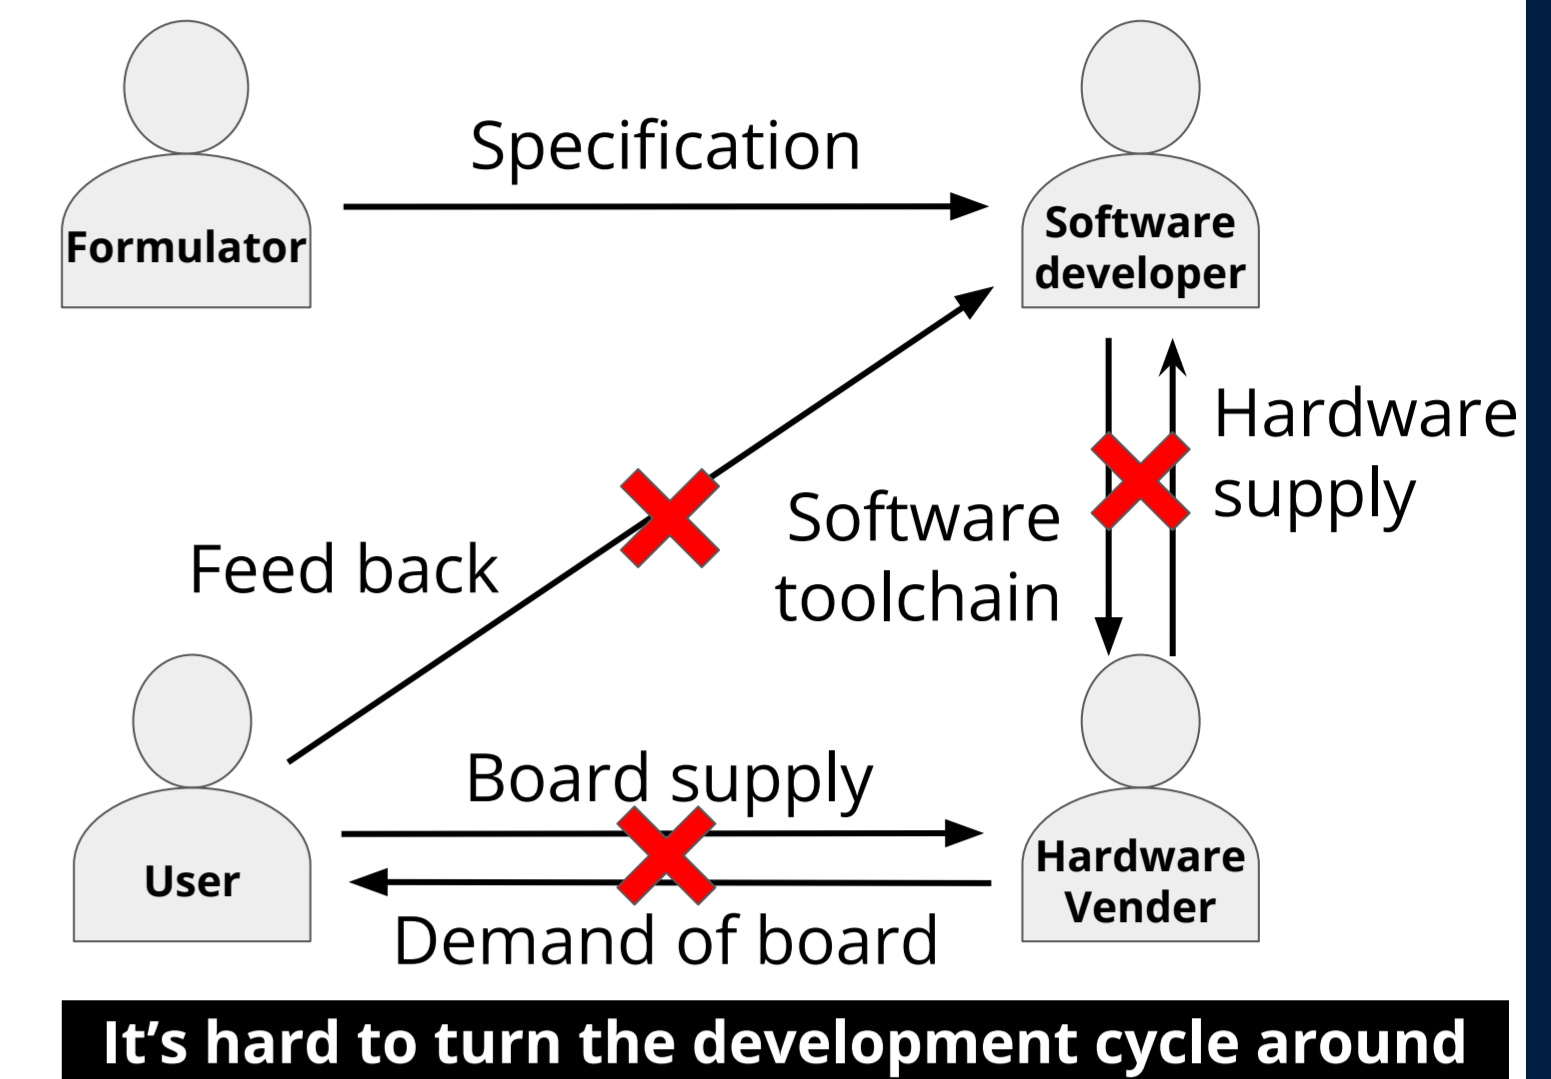 Specification
Formulator
Software
developer
Hardware
supply
Software
toolchain
Feed back
Board supply
User
Hardware
Vender
Demand of board
It’s hard to turn the development cycle around